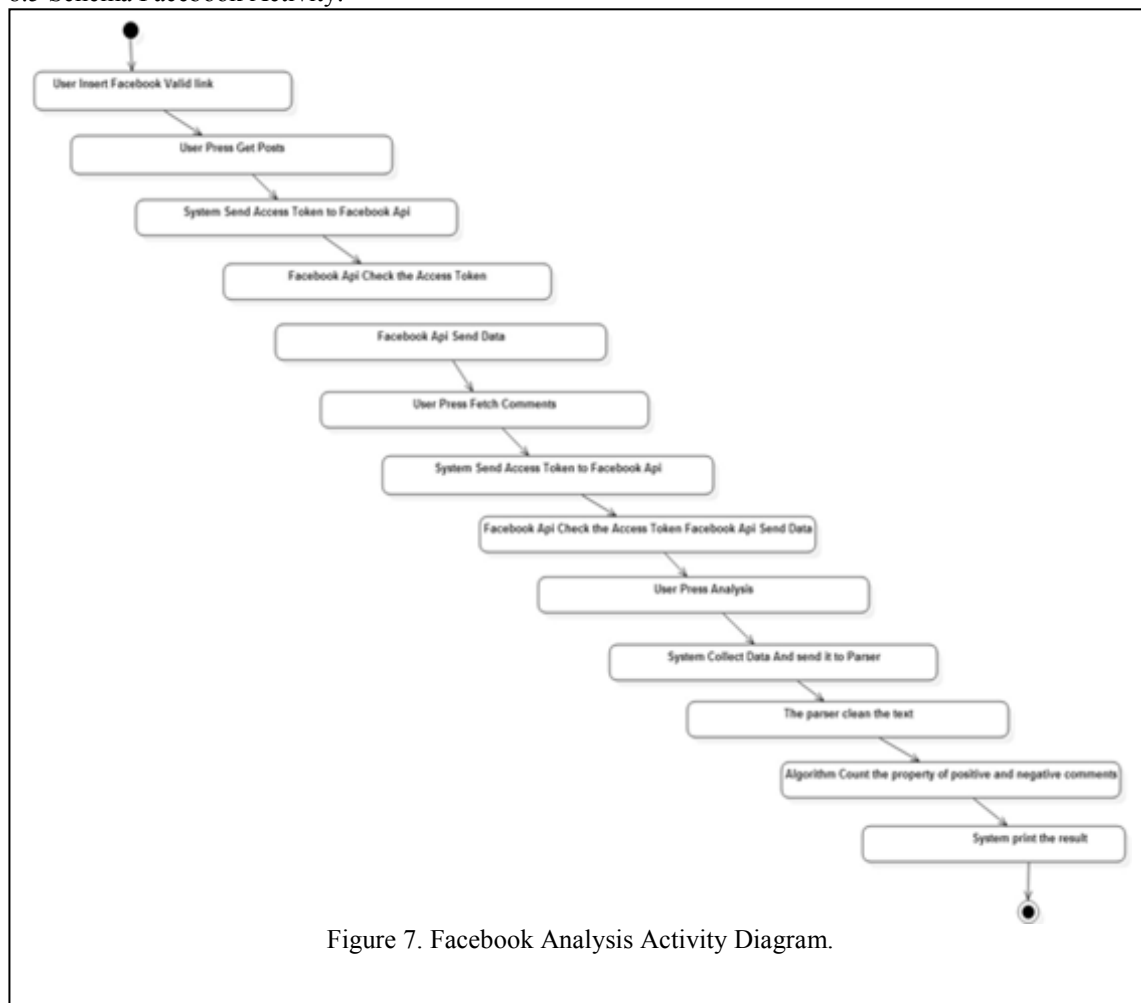 User Insert Facebook Valid link
User Press Get Posts
System Send Access Token to Facebook Api
Facebook Api Check the Access Token
Facebook Api Send Data
User Press Fetch Comments
System Send Access Token to Facebook Api
Facebook Api Check the Access Token Facebook Api Send Data
User Press Analysis
System Collect Data And send it to Parser
The parser clean the text
Algorithm Count the property of positive and negative comments
System print the result
Figure 7. Facebook Analysis Activity Diagram.